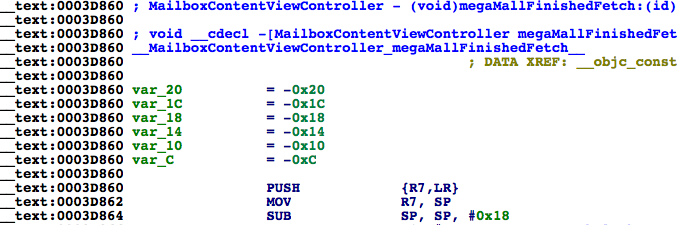 __text:0003D860 ; MailboxContentViewController - (void)megaMallFinishedFetch:(id)
__text:0003D860
__text:0003D860 ; void __cdecl -[MailboxContentViewController megaMallFinishedFet
__text:0003D860 __MailboxContentViewController_megaMallFinishedFetch__
__text:0003D860 ; DATA XREF: __objc_const
__text:0003D860
__text:0003D860 var_20 = -0x20
__text:0003D860 var_1C = -0x1C
__text:0003D860 var_18 = -0x18
__text:0003D860 var_14 = -0x14
__text:0003D860 var_10 = -0x10
__text:0003D860 var_C = -0xC
__text:0003D860
__text:0003D860 PUSH {R7,LR}
__text:0003D862 MOV R7, SP
__text:0003D864 SUB SP, SP, #0x18